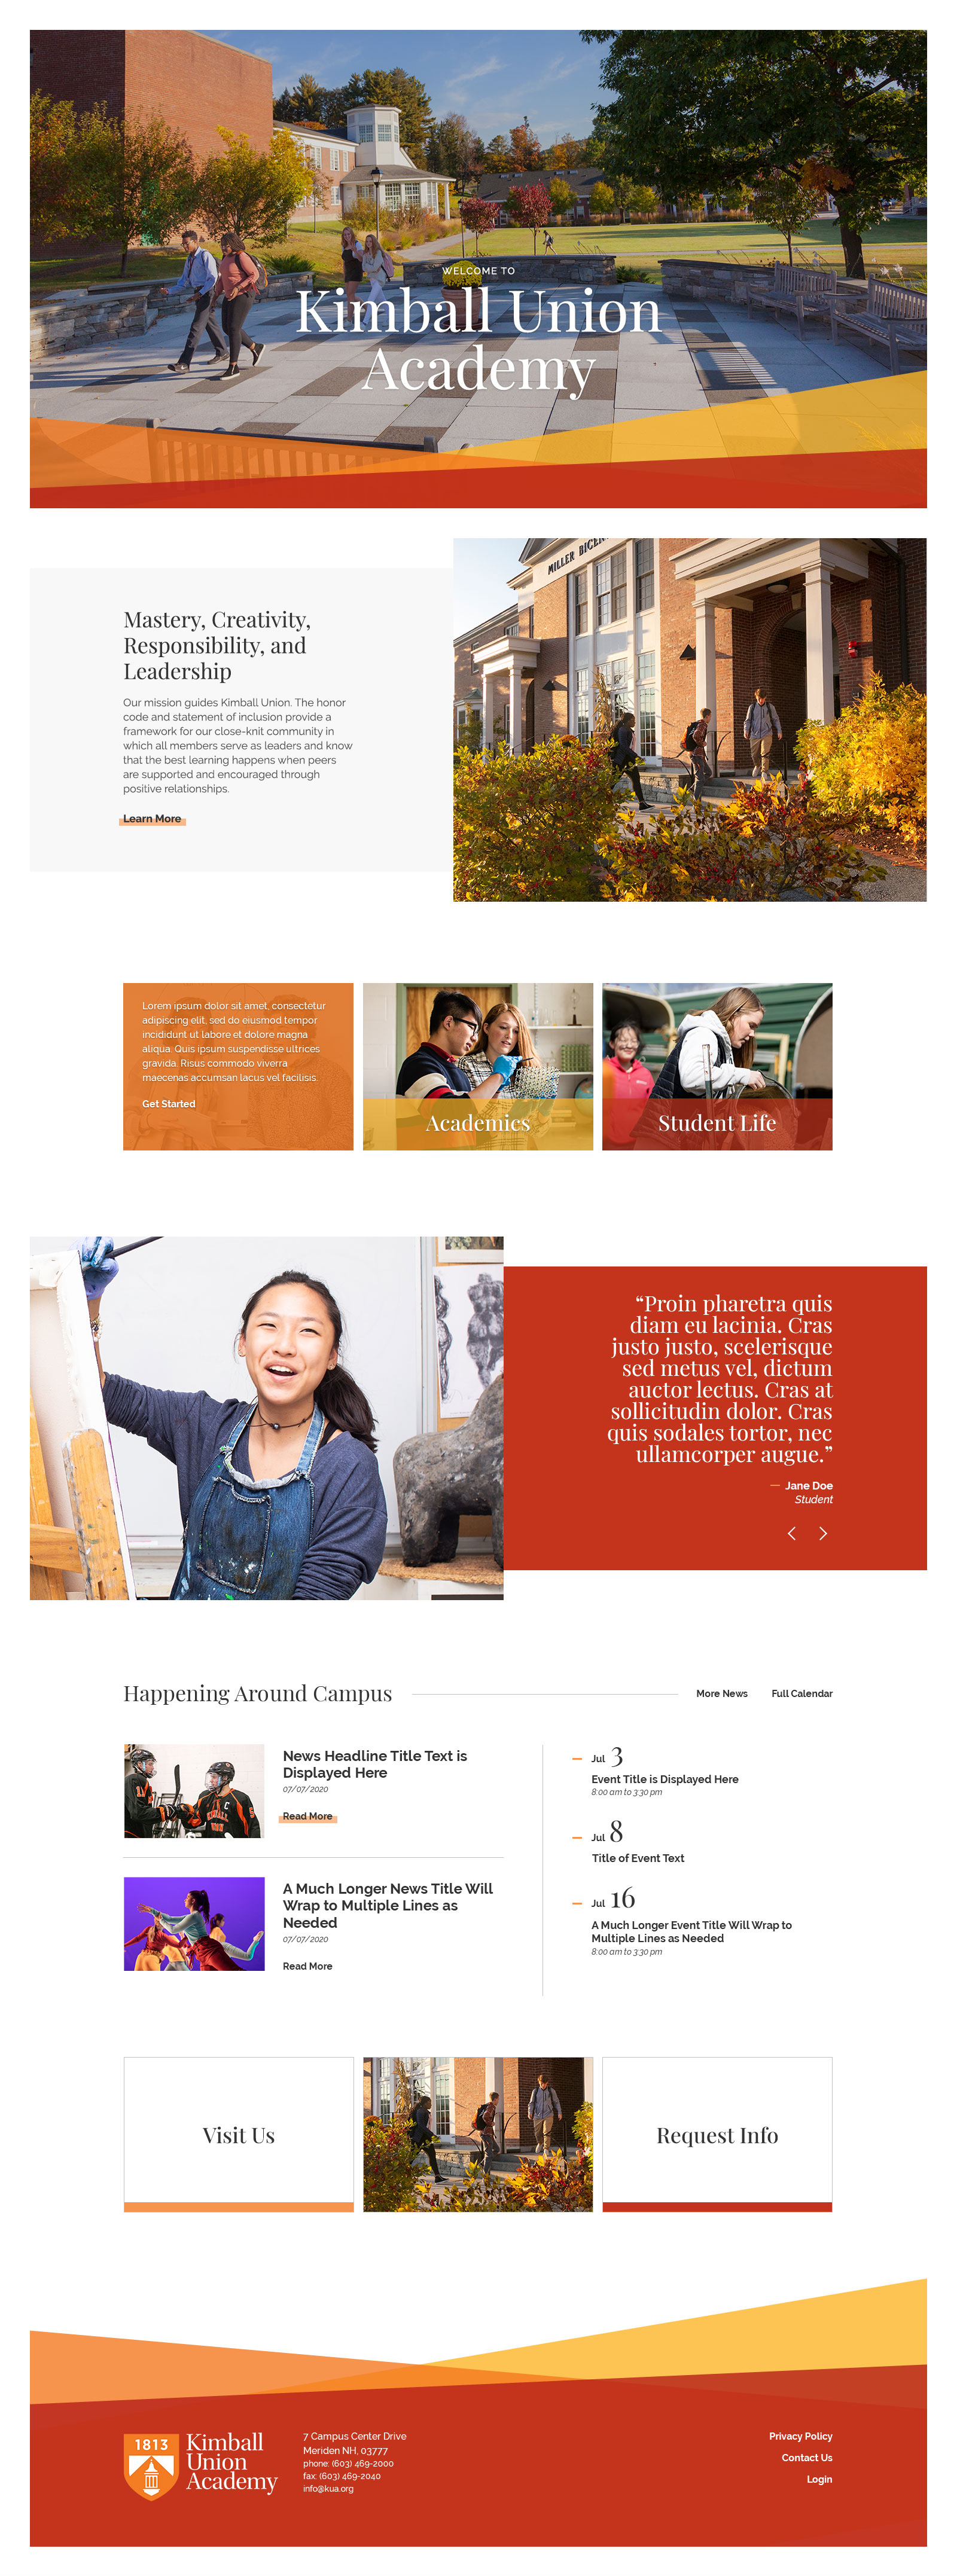 WELCOME TO
Kimball Union
Academy
MILLER
Mastery, Creativity,
Responsibility, and
Leadership
Our mission guides Kimball Union. The honor
code and statement of inclusion provide a
framework for our close-knit community in
which all members serve as leaders and know
that the best learning happens when peers
are supported and encouraged through
positive relationships.
Learn More
Lorem ipsum dolor sit amet, consectetur
adipiscing elit, sed do eiusmod tempor
incididunt ut labore et dolore magna
aliqua. Quis ipsum suspendisse ultrices
gravida. Risus commodo viverra
maecenas accumsan lacus vel facilisis.
Get Started
Academics
Student Life
“Proin pharetra quis
diam eu lacinia. Cras
justo justo, scelerisque
sed metus vel, dictum
auctor lectus. Cras at
sollicitudin dolor. Cras
quis sodales tortor, nec
ullamcorper augue.”
— Jane Doe
Student
Happening Around Campus
More News
Full Calendar
News Headline Title Text is
Displayed Here
07/07/2020
Read More
A Much Longer News Title Will
Wrap to Multiple Lines as
Needed
07/07/2020
Read More
Jul 3
Event Title is Displayed Here
8:00 am to 3:30 pm
Jul 8
Title of Event Text
Jul 16
A Much Longer Event Title Will Wrap to
Multiple Lines as Needed
8:00 am to 3:30 pm
Visit Us
Request Info
1813
Kimball
Union
Academy
7 Campus Center Drive
Meriden NH, 03777
phone: (603) 469-2000
fax: (603) 469-2040
info@kua.org
Privacy Policy
Contact Us
Login